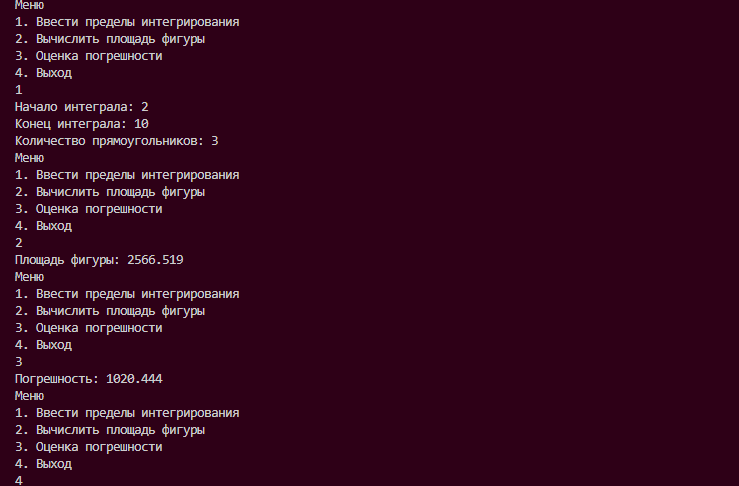 Меню
1. Ввести пределы интегрирования
2. Вычислить площадь фигуры
3. Оценка погрешности
4. Выход
1
Начало интеграла: 2
Конец интеграла: 10
Количество прямоугольников: 3
Меню
1. Ввести пределы интегрирования
2. Вычислить площадь фигуры
3. Оценка погрешности
4. Выход
2
Площадь фигуры: 2566.519
Меню
1. Ввести пределы интегрирования
2. Вычислить площадь фигуры
3. Оценка погрешности
4. Выход
3
Погрешность: 1020.444
Меню
1. Ввести пределы интегрирования
2. Вычислить площадь фигуры
3. Оценка погрешности
4. Выход
4